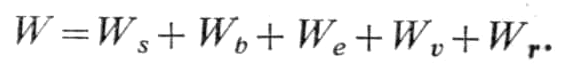 W = W_s + W_b + W_e + W_v + W_r.